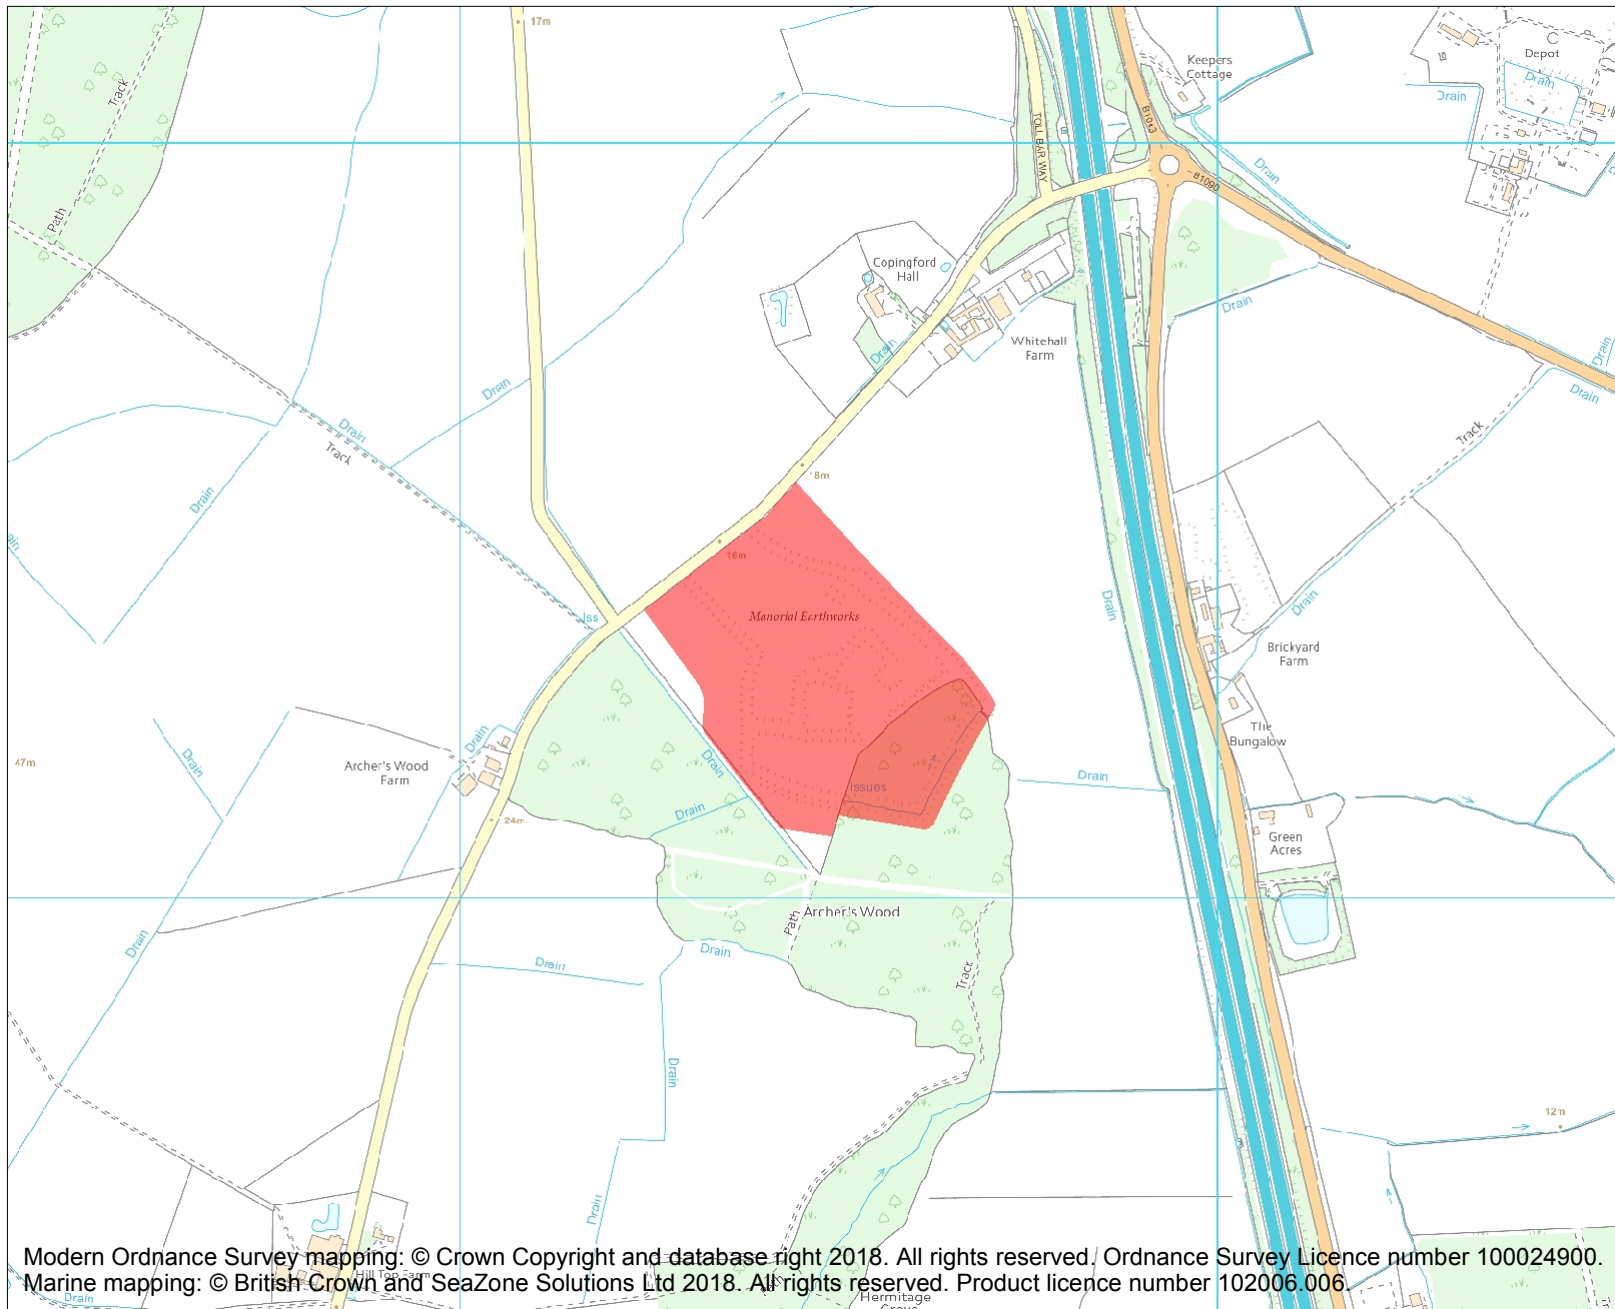 17m
Keepers
Cottage
Depot
Drain
Drain
Track
TOLL BAR WAY
B1043
Drain
B1090
Path
Copingford
Hall
Drain
Whitehall
Farm
Drain
Drain
Drain
Drain
Drain
Track
Track
8m
Drain
16m
Iss
Manorial Earthworks
Drain
Drain
Brickyard
Farm
The
Bungalow
Drain
47m
Drain
Archer's Wood
Farm
Drain
Drain
Issues
Drain
24m
Green
Acres
Archer's Wood
Path
Drain
Drain
Drain
Track
Drain
12m
Drain
Modern Ordnance Survey mapping: © Crown Copyright and database right 2018. All rights reserved. Ordnance Survey Licence number 100024900.
Hill Top Farm
Marine mapping: © British Crown and SeaZone Solutions Ltd 2018. All rights reserved. Product licence number 102006.006.
Drain
Hermitage
Grove